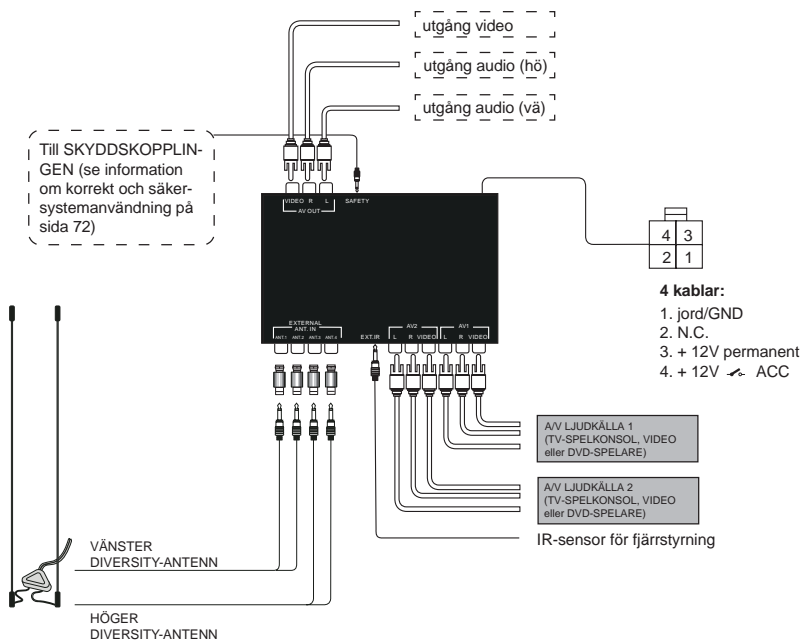 utgång video
utgång audio (hö)
utgång audio (vä)
Till SKYDDSKOPPLIN-
GEN (se information
om korrekt och säker-
systemanvändning på
sida 72)
VIDEO R L SAFETY
AV OUT
4 3
2 1
4 kablar:
1. jord/GND
2. N.C.
3. + 12V permanent
4. + 12V ACC
EXTERNAL
ANT. IN
ANT.1 ANT.2 ANT.3 ANT.4
EXT.IR
AV2 AV1
L R VIDEO L R VIDEO
A/V LJUDKÄLLA 1
(TV-SPELKONSOL, VIDEO
eller DVD-SPELARE)
A/V LJUDKÄLLA 2
(TV-SPELKONSOL, VIDEO
eller DVD-SPELARE)
IR-sensor för fjärrstyrning
VÄNSTER
DIVERSITY-ANTENN
HÖGER
DIVERSITY-ANTENN